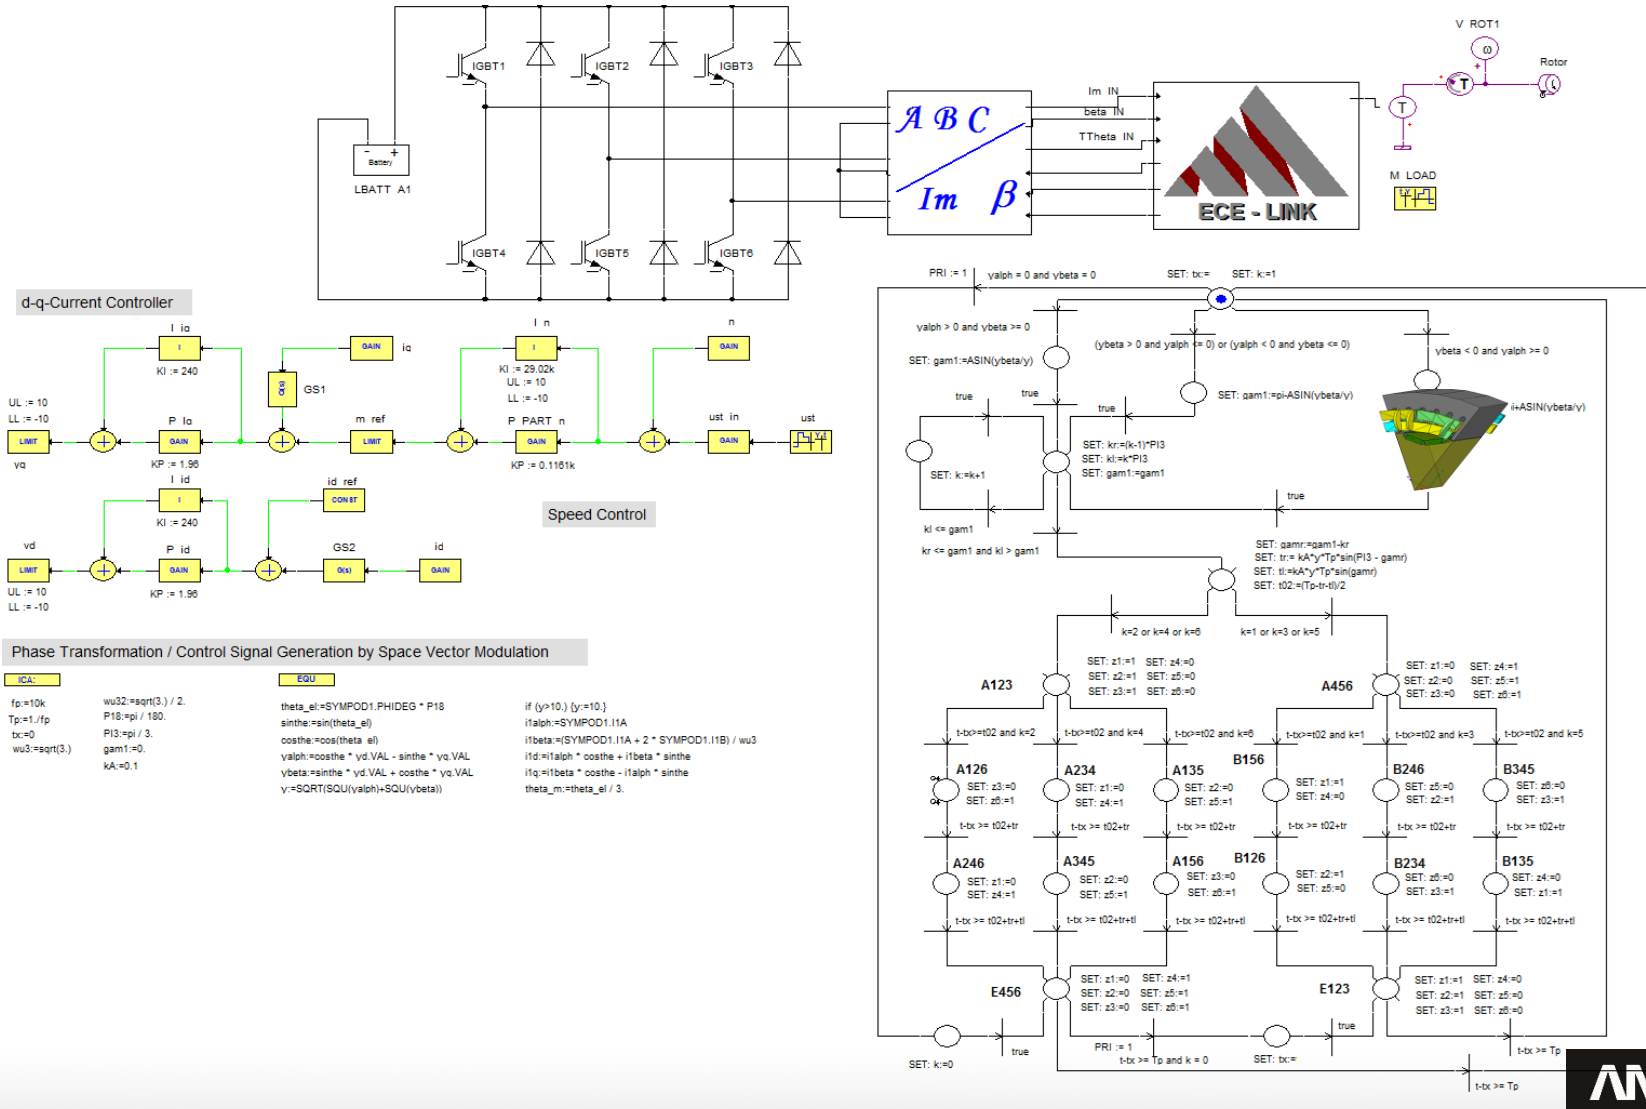 V ROT1
ω
Rotor
T
T
M LOAD
IGBT1
IGBT2
IGBT3
IGBT4
IGBT5
IGBT6
- +
Battery
LBATT A1
A B C
Im β
Im IN
beta IN
TTheta IN
ECE - LINK
d-q-Current Controller
I iq
I
KI := 240
GAIN
iq
G(s)
GS1
UL := 10
LL := -10
LIMIT
yq
P Iq
GAIN
KP := 1.96
m ref
LIMIT
I n
I
KI := 29.02k
UL := 10
LL := -10
P PART n
GAIN
KP := 0.1161k
n
GAIN
ust in
GAIN
ust
I id
I
KI := 240
id ref
CONST
vd
LIMIT
UL := 10
LL := -10
P id
GAIN
KP := 1.96
GS2
G(s)
id
GAIN
Speed Control
Phase Transformation / Control Signal Generation by Space Vector Modulation
ICA:
fp:=10k
Tp:=1./fp
tx:=0
wu3:=sqrt(3.)
wu32:=sqrt(3.) / 2.
P18:=pi / 180.
PI3:=pi / 3.
gam1:=0.
kA:=0.1
EQU
theta_el:=SYMPOD1.PHIDEG * P18
sinthe:=sin(theta_el)
costhe:=cos(theta el)
yalph:=costhe * yd.VAL - sinthe * yq.VAL
ybeta:=sinthe * yd.VAL + costhe * yq.VAL
y:=SQRT(SQU(yalph)+SQU(ybeta))
if (y>10.) {y:=10.}
i1alph:=SYMPOD1.I1A
i1beta:=(SYMPOD1.I1A + 2 * SYMPOD1.I1B) / wu3
i1d:=i1alph * costhe + i1beta * sinthe
i1q:=i1beta * costhe - i1alph * sinthe
theta_m:=theta_el / 3.
PRI := 1
yalph = 0 and ybeta = 0
SET: tx:=
SET: k:=1
yalph > 0 and ybeta >= 0
(ybeta > 0 and yalph <= 0) or (yalph < 0 and ybeta <= 0)
ybeta < 0 and yalph >= 0
SET: gam1:=ASIN(ybeta/y)
SET: gam1:=pi-ASIN(ybeta/y)
i+ASIN(ybeta/y)
true
true
SET: kr:=(k-1)*PI3
SET: kl:=k*PI3
SET: gam1:=gam1
SET: k:=k+1
true
kl <= gam1
kr <= gam1 and kl > gam1
SET: gamr:=gam1-kr
SET: tr:= kA*y*Tp*sin(PI3 - gamr)
SET: tl:=kA*y*Tp*sin(gamr)
SET: t02:=(Tp-tr-tl)/2
k=2 or k=4 or k=6
k=1 or k=3 or k=5
A123
SET: z1:=1 SET: z4:=0
SET: z2:=1 SET: z5:=0
SET: z3:=1 SET: z6:=0
A456
SET: z1:=0 SET: z4:=1
SET: z2:=0 SET: z5:=1
SET: z3:=0 SET: z6:=1
t-tx>=t02 and k=2
t-tx>=t02 and k=4
t-tx>=t02 and k=6
t-tx>=t02 and k=1
t-tx>=t02 and k=3
t-tx>=t02 and k=5
A126
SET: z3:=0
SET: z6:=1
A234
SET: z1:=0
SET: z4:=1
A135
SET: z2:=0
SET: z5:=1
B156
SET: z1:=1
SET: z4:=0
B246
SET: z5:=0
SET: z2:=1
B345
SET: z6:=0
SET: z3:=1
t-tx >= t02+tr
t-tx >= t02+tr
t-tx >= t02+tr
t-tx >= t02+tr
t-tx >= t02+tr
t-tx >= t02+tr
A246
SET: z1:=0
SET: z4:=1
A345
SET: z2:=0
SET: z5:=1
A156
SET: z3:=0
SET: z6:=1
B126
SET: z2:=1
SET: z5:=0
B234
SET: z6:=0
SET: z3:=1
B135
SET: z4:=0
SET: z1:=1
t-tx >= t02+tr+tl
t-tx >= t02+tr+tl
t-tx >= t02+tr+tl
t-tx >= t02+tr+tl
t-tx >= t02+tr+tl
t-tx >= t02+tr+tl
E456
SET: z1:=0 SET: z4:=1
SET: z2:=0 SET: z5:=1
SET: z3:=0 SET: z6:=1
E123
SET: z1:=1 SET: z4:=0
SET: z2:=1 SET: z5:=0
SET: z3:=1 SET: z6:=0
SET: k:=0
true
PRI := 1
t-tx >= Tp and k = 0
SET: tx:=
true
t-tx >= Tp
t-tx >= Tp
AN